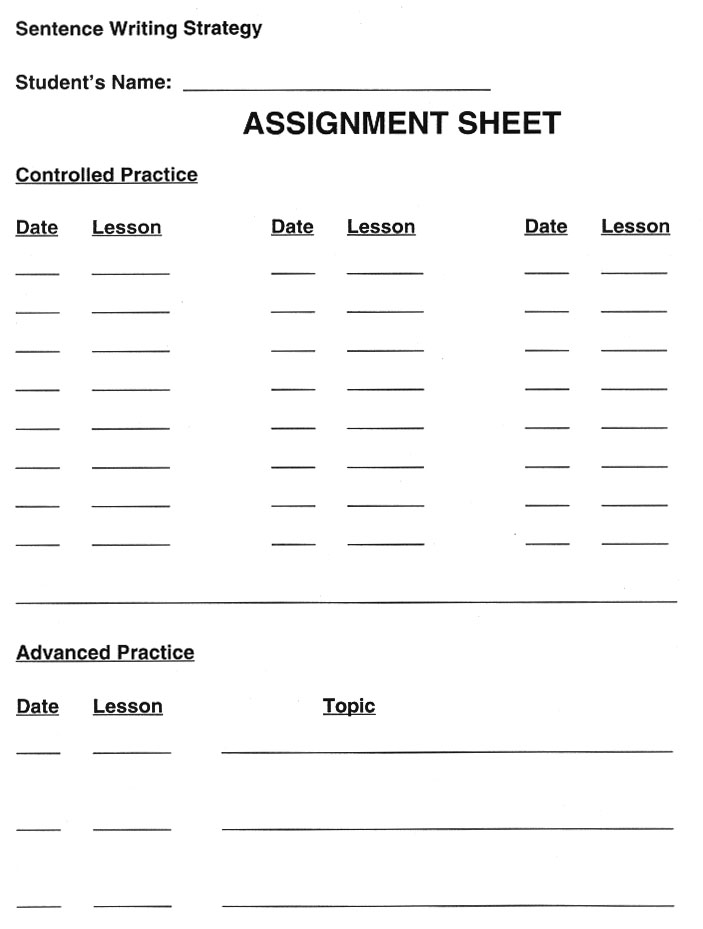 Sentence Writing Strategy
Student's Name:
ASSIGNMENT SHEET
Controlled Practice
Date Lesson Date Lesson Date Lesson
Advanced Practice
Date Lesson Topic